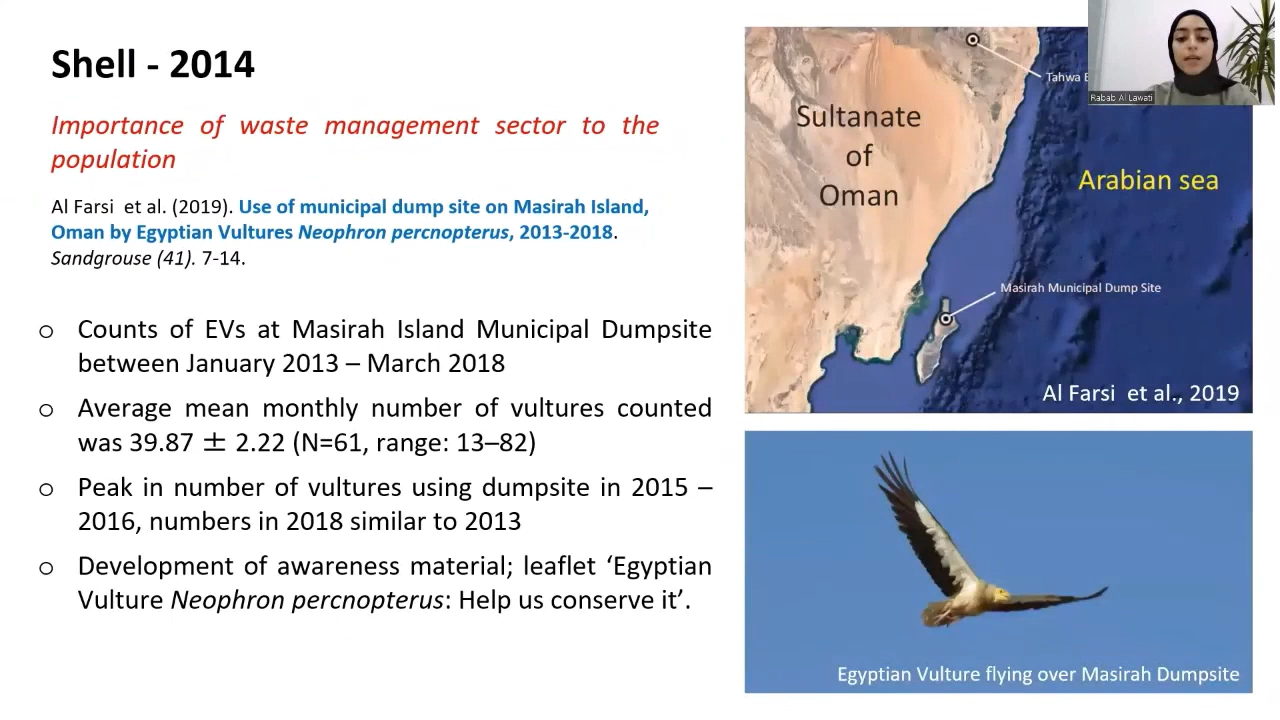 Shell - 2014
Importance of waste management sector to the
population
Al Farsi et al. (2019). Use of municipal dump site on Masirah Island,
Oman by Egyptian Vultures Neophron percnopterus, 2013-2018.
Sandgrouse (41). 7-14.
o Counts of EVs at Masirah Island Municipal Dumpsite
between January 2013 – March 2018
o Average mean monthly number of vultures counted
was 39.87 ± 2.22 (N=61, range: 13–82)
o Peak in number of vultures using dumpsite in 2015 –
2016, numbers in 2018 similar to 2013
o Development of awareness material; leaflet ‘Egyptian
Vulture Neophron percnopterus: Help us conserve it’.
Tahwa
Rabab Al Lawati
Sultanate
of
Oman
Arabian sea
Masirah Municipal Dump Site
Al Farsi et al., 2019
Egyptian Vulture flying over Masirah Dumpsite